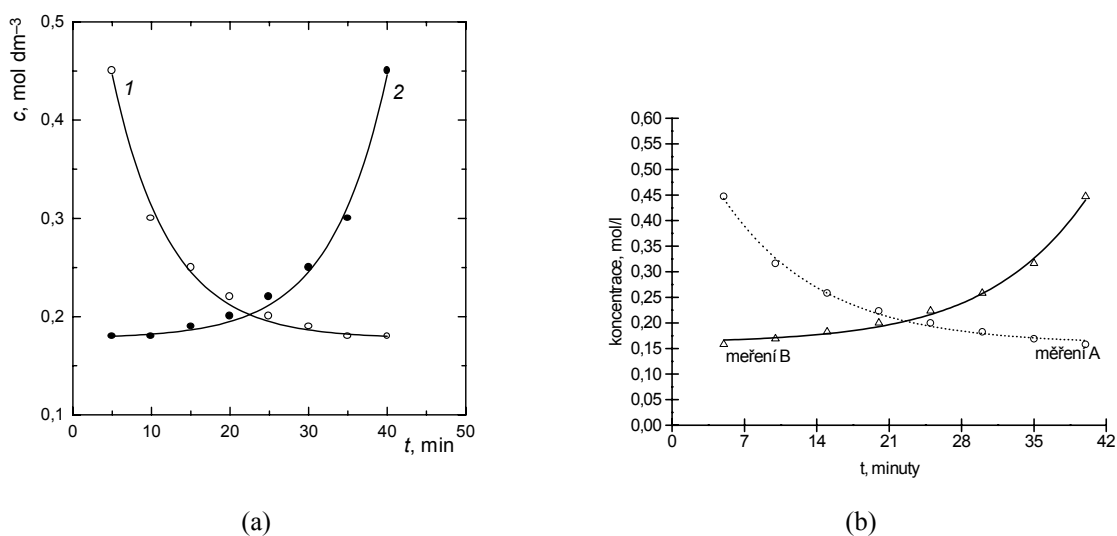 c, mol dm⁻³
0,5
0,4
0,3
0,2
0,1
1
2
0 10 20 30 40 50
t, min
(a)
koncentrace, mol/l
0,60
0,55
0,50
0,45
0,40
0,35
0,30
0,25
0,20
0,15
0,10
0,05
0,00
meření B
měření A
0 7 14 21 28 35 42
t, minuty
(b)